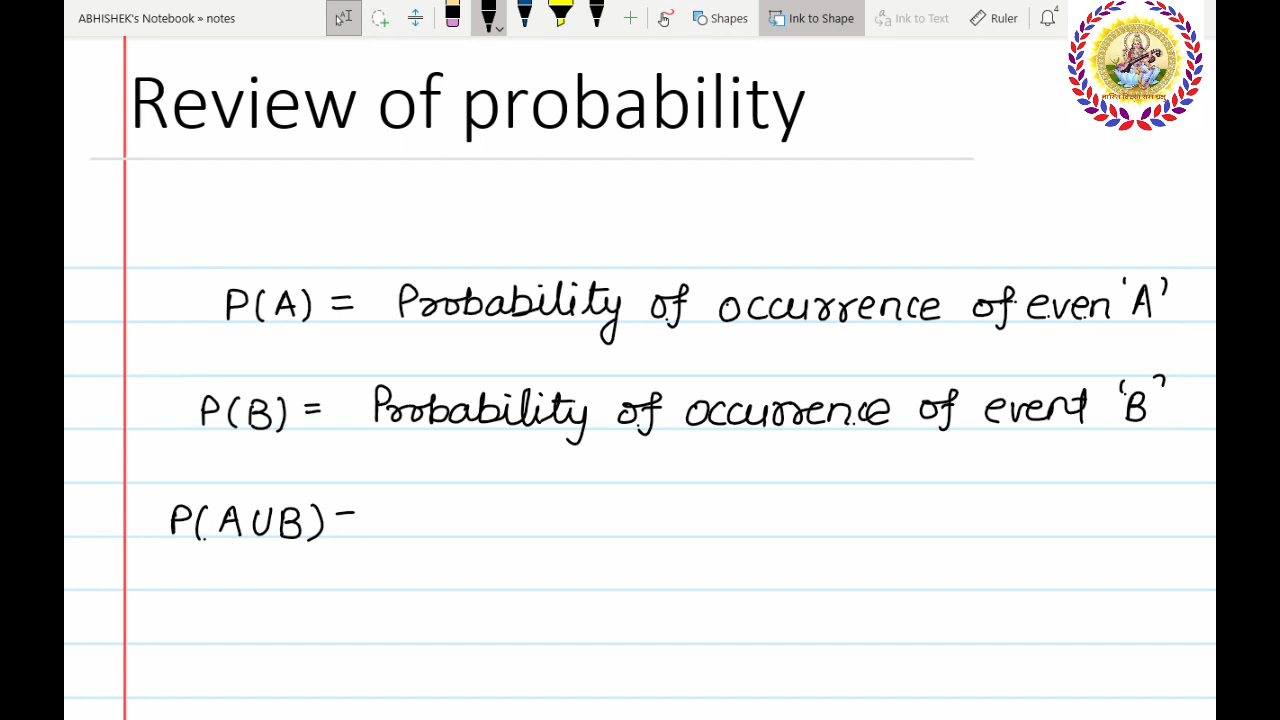 ABHISHEK's Notebook » notes
Shapes
Ink to Shape
Ink to Text
Ruler
4
Review of probability
P(A) = Probability of occurrence of even 'A'
P(B) = Probability of occurrence of event 'B'
P(A∪B) -